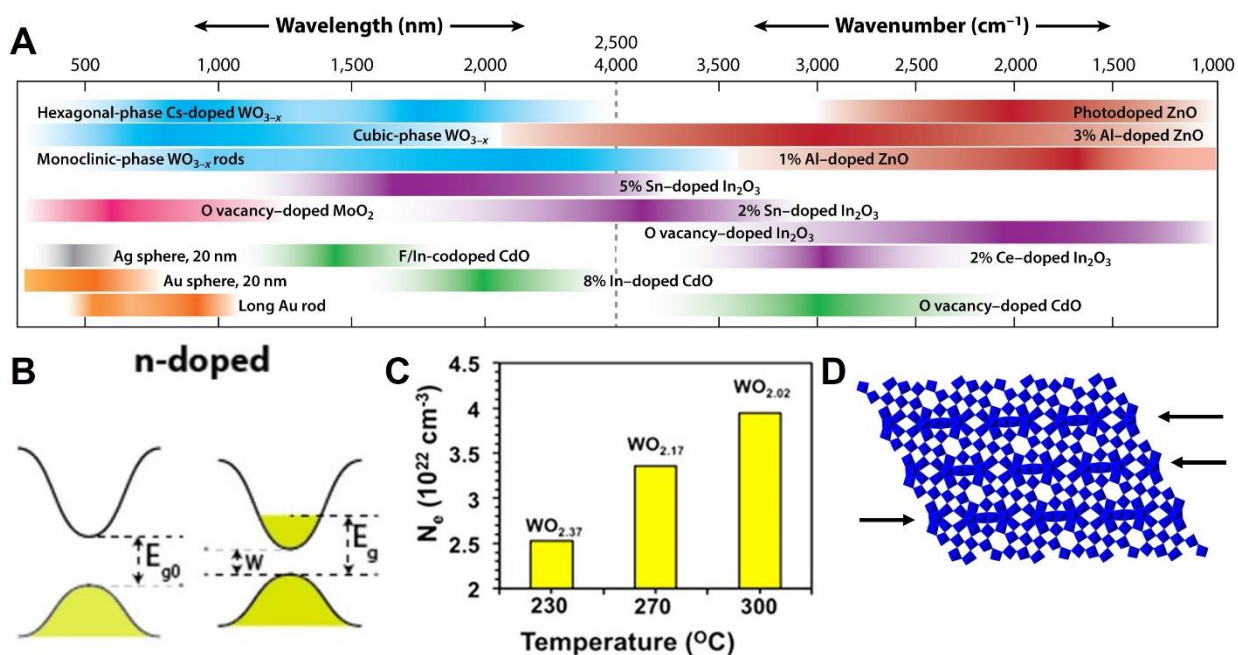 A
Wavelength (nm)
Wavenumber (cm⁻¹)
2,500
500 1,000 1,500 2,000 4,000 3,500 3,000 2,500 2,000 1,500 1,000
Hexagonal-phase Cs-doped WO₃₋ₓ
Photodoped ZnO
Cubic-phase WO₃₋ₓ
3% Al–doped ZnO
Monoclinic-phase WO₃₋ₓ rods
1% Al–doped ZnO
5% Sn–doped In₂O₃
O vacancy–doped MoO₂
2% Sn–doped In₂O₃
O vacancy–doped In₂O₃
Ag sphere, 20 nm
F/In-codoped CdO
2% Ce–doped In₂O₃
Au sphere, 20 nm
8% In–doped CdO
Long Au rod
O vacancy–doped CdO
B
n-doped
E_g0
W
E_g
C
N_e (10²² cm⁻³)
4.5
4
3.5
3
2.5
2
WO₂.₃₇
WO₂.₁₇
WO₂.₀₂
230 270 300
Temperature (ᴼC)
D